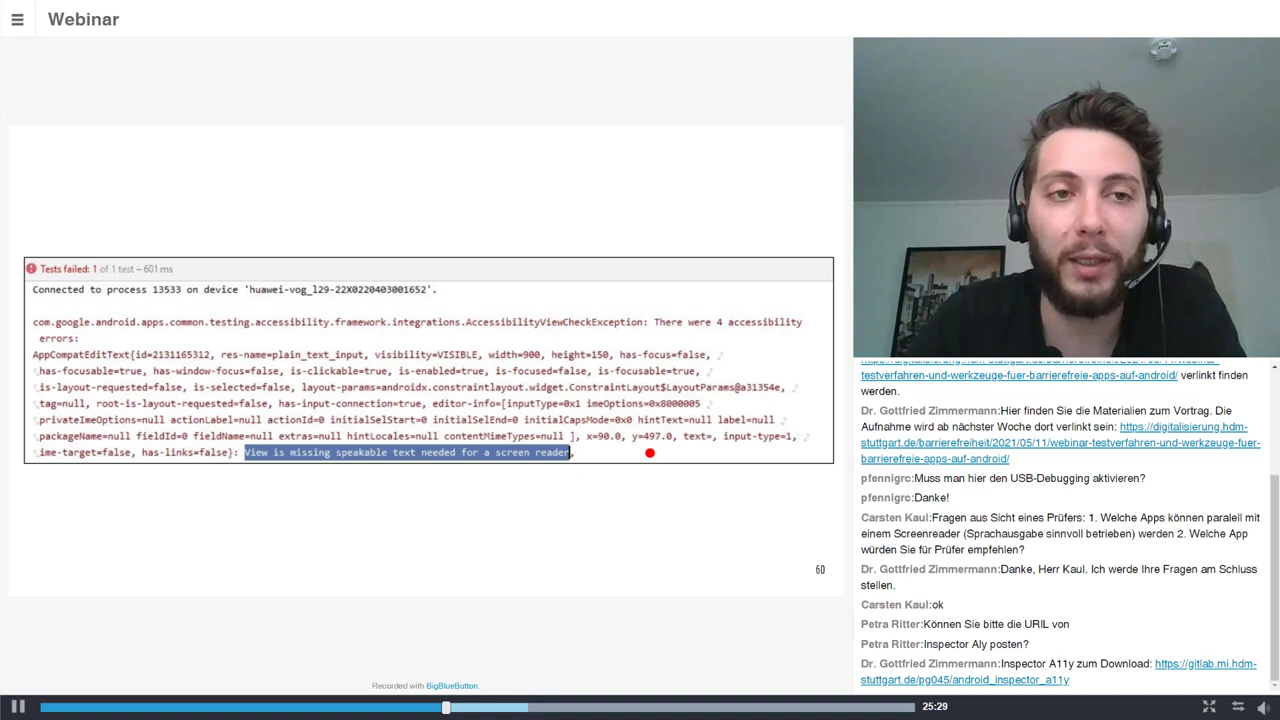 Webinar
Tests failed: 1 of 1 test – 601 ms
Connected to process 13533 on device 'huawei-vog_l29-22X0220403001652'.
com.google.android.apps.common.testing.accessibility.framework.integrations.AccessibilityViewCheckException: There were 4 accessibility
errors:
AppCompatEditText{id=2131165312, res-name=plain_text_input, visibility=VISIBLE, width=900, height=150, has-focus=false,
has-focusable=true, has-window-focus=true, is-clickable=true, is-enabled=true, is-focused=false, is-focusable=true,
is-layout-requested=false, is-selected=false, layout-params=androidx.constraintlayout.widget.ConstraintLayout$LayoutParams@a31354e,
tag=null, root-is-layout-requested=false, has-input-connection=true, editor-info=[inputType=0x1 imeOptions=0x8000005
privateImeOptions=null actionLabel=null actionId=0 initialSelStart=0 initialSelEnd=0 initialCapsMode=0x0 hintText=null label=null
packageName=null fieldId=0 fieldName=null extras=null hintLocales=null contentMimeTypes=null ], x=90.0, y=497.0, text=, input-type=1,
ime-target=false, has-links=false}: View is missing speakable text needed for a screen reader,
60
https://digitalisierung.hdm-stuttgart.de/barrierefreiheit/2021/05/11/webinar-
testverfahren-und-werkzeuge-fuer-barrierefreie-apps-auf-android/ verlinkt finden
werden.
Dr. Gottfried Zimmermann:Hier finden Sie die Materialien zum Vortrag. Die
Aufnahme wird ab nächster Woche dort verlinkt sein: https://digitalisierung.hdm-
stuttgart.de/barrierefreiheit/2021/05/11/webinar-testverfahren-und-werkzeuge-fuer-
barrierefreie-apps-auf-android/
pfennigrc:Muss man hier den USB-Debugging aktivieren?
pfennigrc:Danke!
Carsten Kaul:Fragen aus Sicht eines Prüfers: 1. Welche Apps können paralell mit
einem Screenreader (Sprachausgabe sinnvoll betrieben) werden 2. Welche App
würden Sie für Prüfer empfehlen?
Dr. Gottfried Zimmermann:Danke, Herr Kaul. Ich werde Ihre Fragen am Schluss
stellen.
Carsten Kaul:ok
Petra Ritter:Können Sie bitte die URIL von
Petra Ritter:Inspector Aly posten?
Dr. Gottfried Zimmermann:Inspector A11y zum Download: https://gitlab.mi.hdm-
stuttgart.de/pg045/android_inspector_a11y
Recorded with BigBlueButton.
25:29